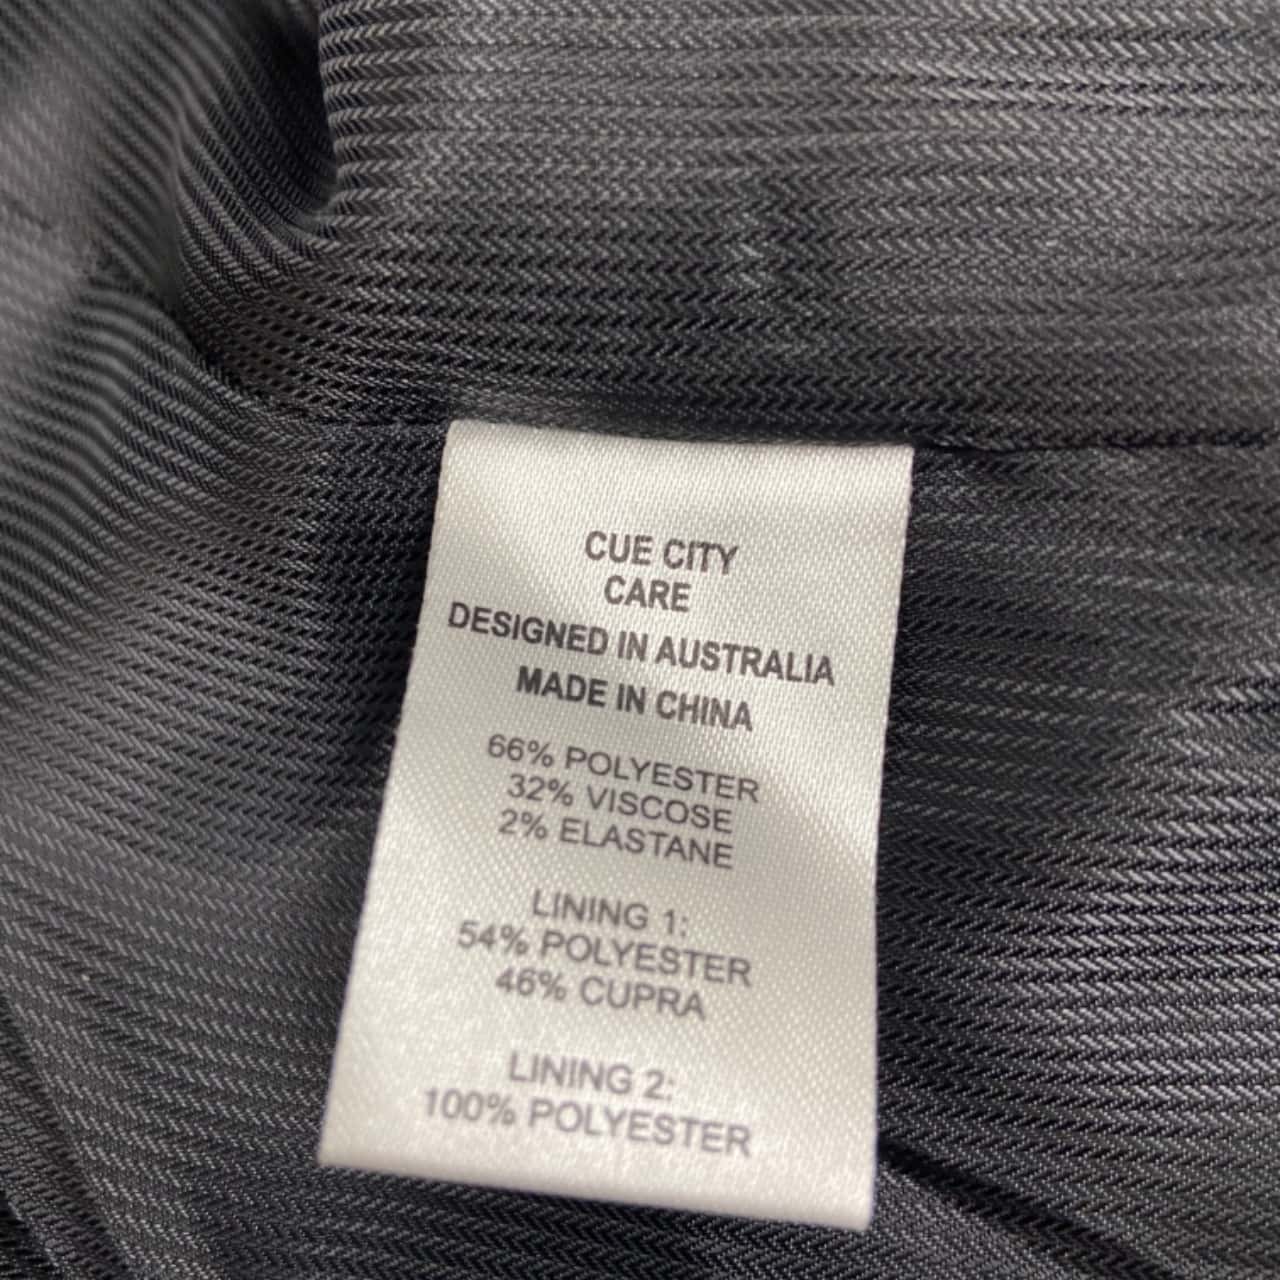 CUE CITY
CARE
DESIGNED IN AUSTRALIA
MADE IN CHINA
66% POLYESTER
32% VISCOSE
2% ELASTANE
LINING 1:
54% POLYESTER
46% CUPRA
LINING 2:
100% POLYESTER